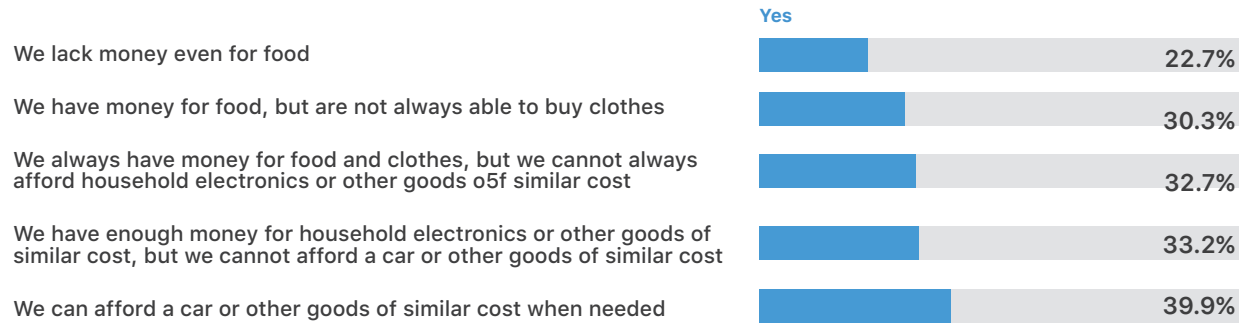 Yes
We lack money even for food
22.7%
We have money for food, but are not always able to buy clothes
30.3%
We always have money for food and clothes, but we cannot always
afford household electronics or other goods o5f similar cost
32.7%
We have enough money for household electronics or other goods of
similar cost, but we cannot afford a car or other goods of similar cost
33.2%
We can afford a car or other goods of similar cost when needed
39.9%